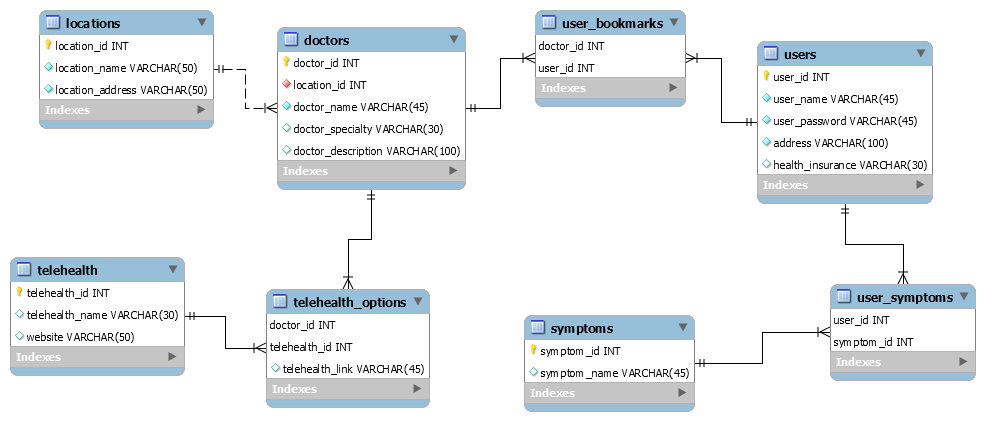 locations
location_id INT
location_name VARCHAR(50)
location_address VARCHAR(50)
Indexes
doctors
doctor_id INT
location_id INT
doctor_name VARCHAR(45)
doctor_specialty VARCHAR(30)
doctor_description VARCHAR(100)
Indexes
user_bookmarks
doctor_id INT
user_id INT
Indexes
users
user_id INT
user_name VARCHAR(45)
user_password VARCHAR(45)
address VARCHAR(100)
health_insurance VARCHAR(30)
Indexes
telehealth
telehealth_id INT
telehealth_name VARCHAR(30)
website VARCHAR(50)
Indexes
telehealth_options
doctor_id INT
telehealth_id INT
telehealth_link VARCHAR(45)
Indexes
symptoms
symptom_id INT
symptom_name VARCHAR(45)
Indexes
user_symptoms
user_id INT
symptom_id INT
Indexes